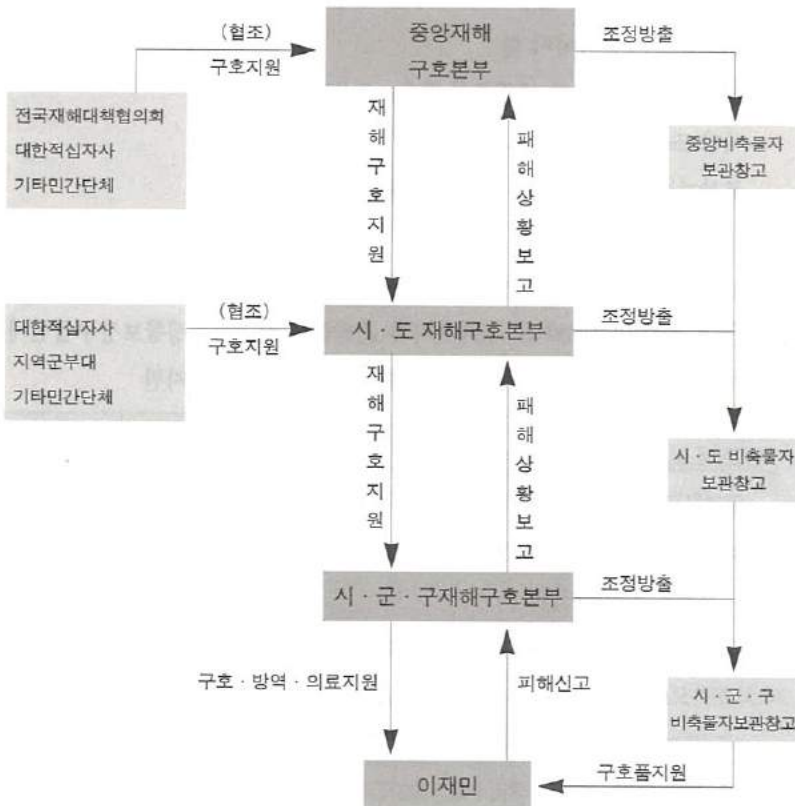 중앙재해
구호본부
(협조)
구호지원
조정방출
전국재해대책협의회
대한적십자사
기타민간단체
재해구호지원
패해상황보고
중앙비축물자
보관창고
대한적십자사
지역군부대
기타민간단체
(협조)
구호지원
시 · 도 재해구호본부
조정방출
재해구호지원
패해상황보고
시 · 도 비축물자
보관창고
시 · 군 · 구재해구호본부
조정방출
구호 · 방역 · 의료지원
피해신고
시 · 군 · 구
비축물자보관창고
이재민
구호품지원